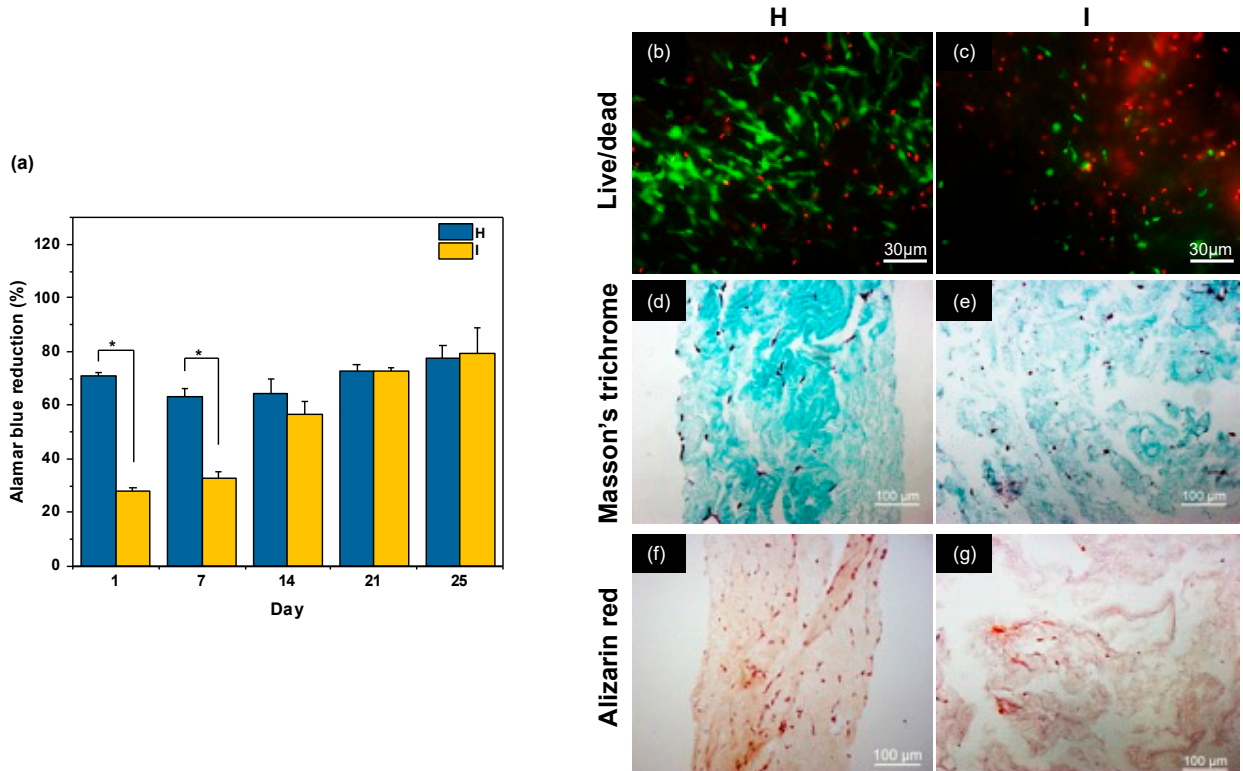 (a)
120
100
80
60
40
20
0
Alamar blue reduction (%)
H
I
*
*
1 7 14 21 25
Day
H I
Live/dead
(b) (c)
30µm 30µm
Masson's trichrome
(d) (e)
100 µm 100 µm
Alizarin red
(f) (g)
100 µm 100 µm